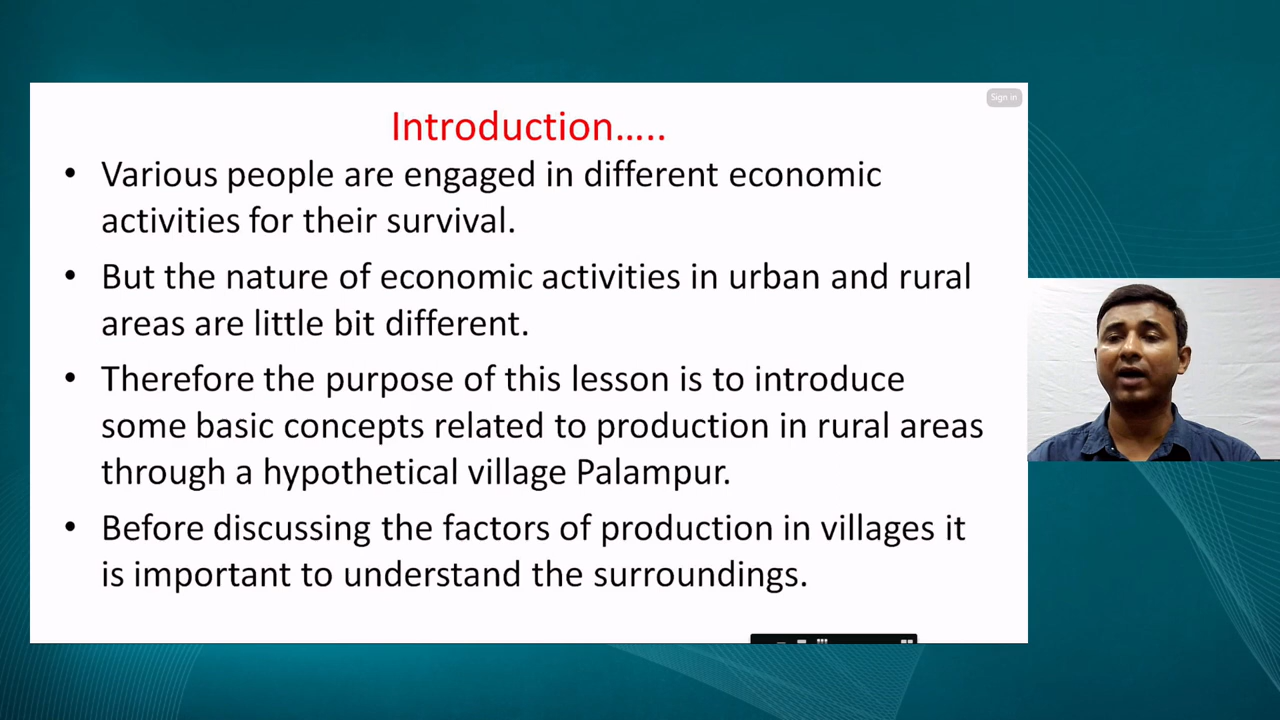 Sign in
Introduction…..
• Various people are engaged in different economic
activities for their survival.
• But the nature of economic activities in urban and rural
areas are little bit different.
• Therefore the purpose of this lesson is to introduce
some basic concepts related to production in rural areas
through a hypothetical village Palampur.
• Before discussing the factors of production in villages it
is important to understand the surroundings.